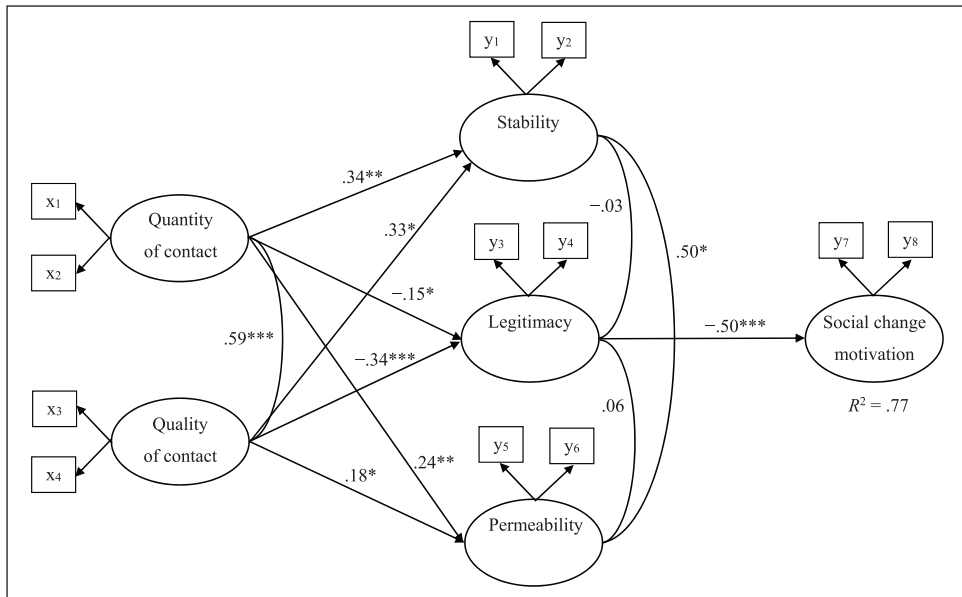 y1
y2
Stability
.34**
x1
Quantity
of contact
x2
.33*
−.03
y3
y4
y7
y8
.50*
−.15*
Legitimacy
−.50***
Social change
motivation
.59***
−.34***
x3
Quality
of contact
x4
.06
R² = .77
y5
y6
.18*
.24**
Permeability